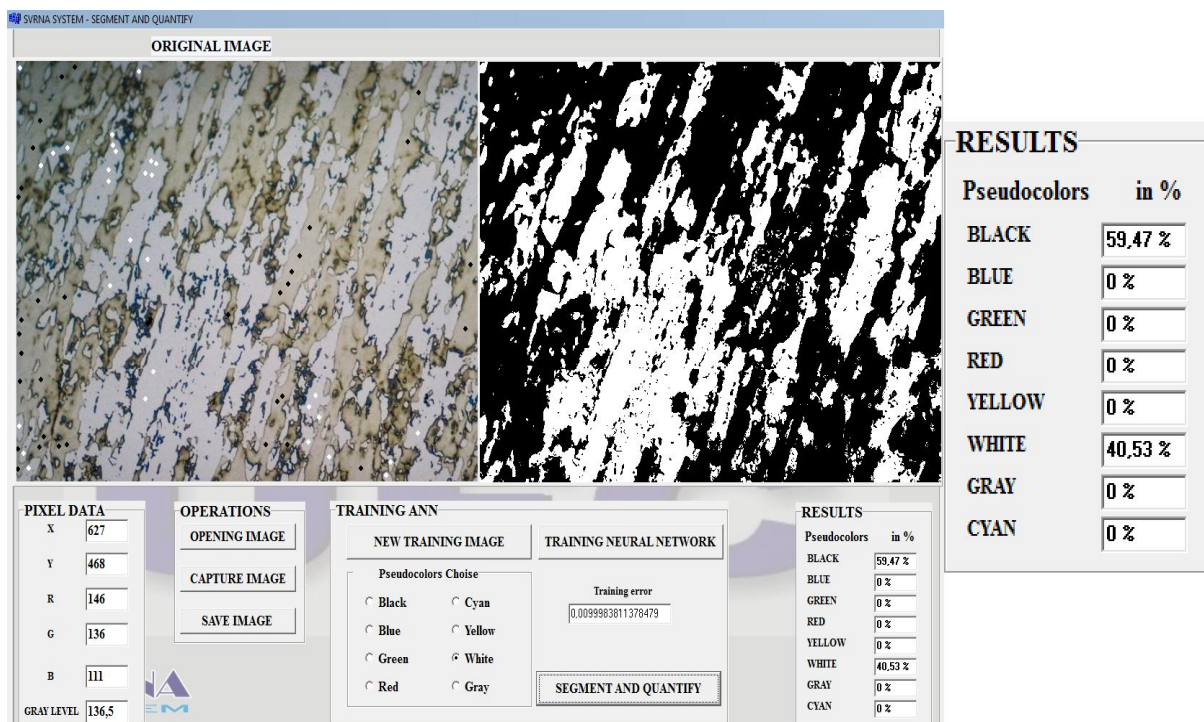 SVRNA SYSTEM - SEGMENT AND QUANTIFY
ORIGINAL IMAGE
RESULTS
Pseudocolors in %
BLACK 59,47 %
BLUE 0 %
GREEN 0 %
RED 0 %
YELLOW 0 %
WHITE 40,53 %
GRAY 0 %
CYAN 0 %
PIXEL DATA
X 627
Y 468
R 146
G 136
B 111
GRAY LEVEL 136,5
OPERATIONS
OPENING IMAGE
CAPTURE IMAGE
SAVE IMAGE
TRAINING ANN
NEW TRAINING IMAGE
TRAINING NEURAL NETWORK
Pseudocolors Choise
Black Cyan
Blue Yellow
Green White
Red Gray
Training error
0,0099983811378479
SEGMENT AND QUANTIFY
RESULTS
Pseudocolors in %
BLACK 59,47 %
BLUE 0 %
GREEN 0 %
RED 0 %
YELLOW 0 %
WHITE 40,53 %
GRAY 0 %
CYAN 0 %